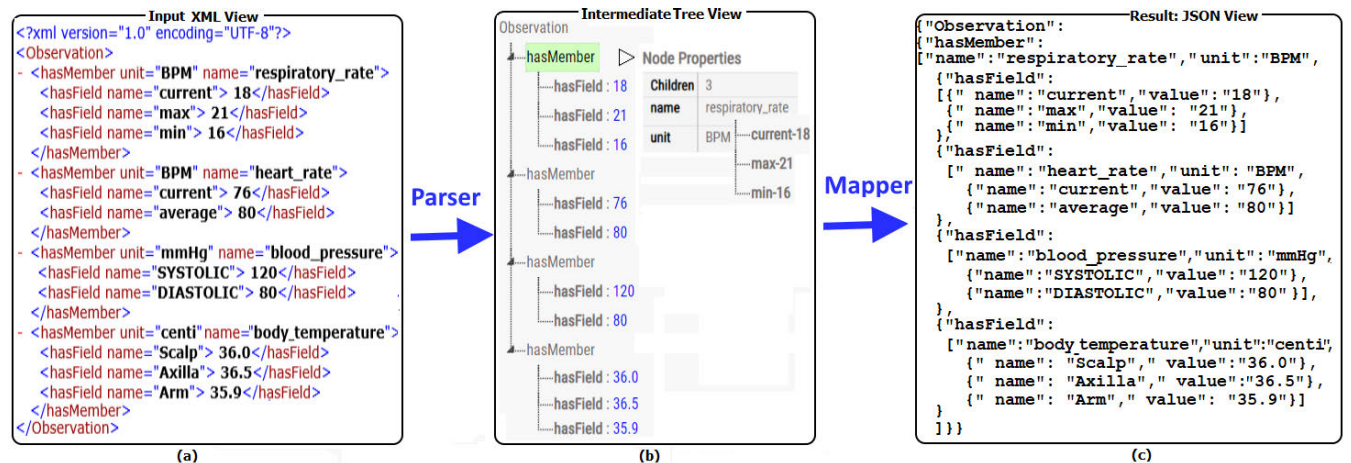 Input XML View
<?xml version="1.0" encoding="UTF-8"?>
<Observation>
- <hasMember unit="BPM" name="respiratory_rate">
<hasField name="current"> 18</hasField>
<hasField name="max"> 21</hasField>
<hasField name="min"> 16</hasField>
</hasMember>
- <hasMember unit="BPM" name="heart_rate">
<hasField name="current"> 76</hasField>
<hasField name="average"> 80</hasField>
</hasMember>
- <hasMember unit="mmHg" name="blood_pressure">
<hasField name="SYSTOLIC"> 120</hasField>
<hasField name="DIASTOLIC"> 80</hasField>
</hasMember>
- <hasMember unit="centi"name="body_temperature">
<hasField name="Scalp"> 36.0</hasField>
<hasField name="Axilla"> 36.5</hasField>
<hasField name="Arm"> 35.9</hasField>
</hasMember>
</Observation>
(a)
Parser
Intermediate Tree View
Observation
hasMember
hasField : 18
hasField : 21
hasField : 16
hasMember
hasField : 76
hasField : 80
hasMember
hasField : 120
hasField : 80
hasMember
hasField : 36.0
hasField : 36.5
hasField : 35.9
Node Properties
Children 3
name respiratory_rate
unit BPM
current-18
max-21
min-16
(b)
Mapper
Result: JSON View
{"Observation":
{"hasMember":
["name":"respiratory_rate","unit":"BPM",
{"hasField":
[{" name":"current","value":"18"},
{" name":"max","value": "21"},
{" name":"min","value": "16"}]
},
{"hasField":
[" name":"heart_rate","unit": "BPM",
{"name":"current","value": "76"},
{"name":"average","value": "80"}]
},
{"hasField":
["name":"blood_pressure","unit":"mmHg",
{"name":"SYSTOLIC","value":"120"},
{"name":"DIASTOLIC","value":"80"}],
},
{"hasField":
["name":"body_temperature","unit":"centi",
{" name": "Scalp"," value":"36.0"},
{" name": "Axilla"," value":"36.5"},
{" name": "Arm"," value": "35.9"}]
}
]}}
(c)